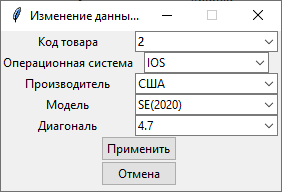 Изменение данны...
Код товара 2
Операционная система IOS
Производитель США
Модель SE(2020)
Диагональ 4.7
Применить
Отмена